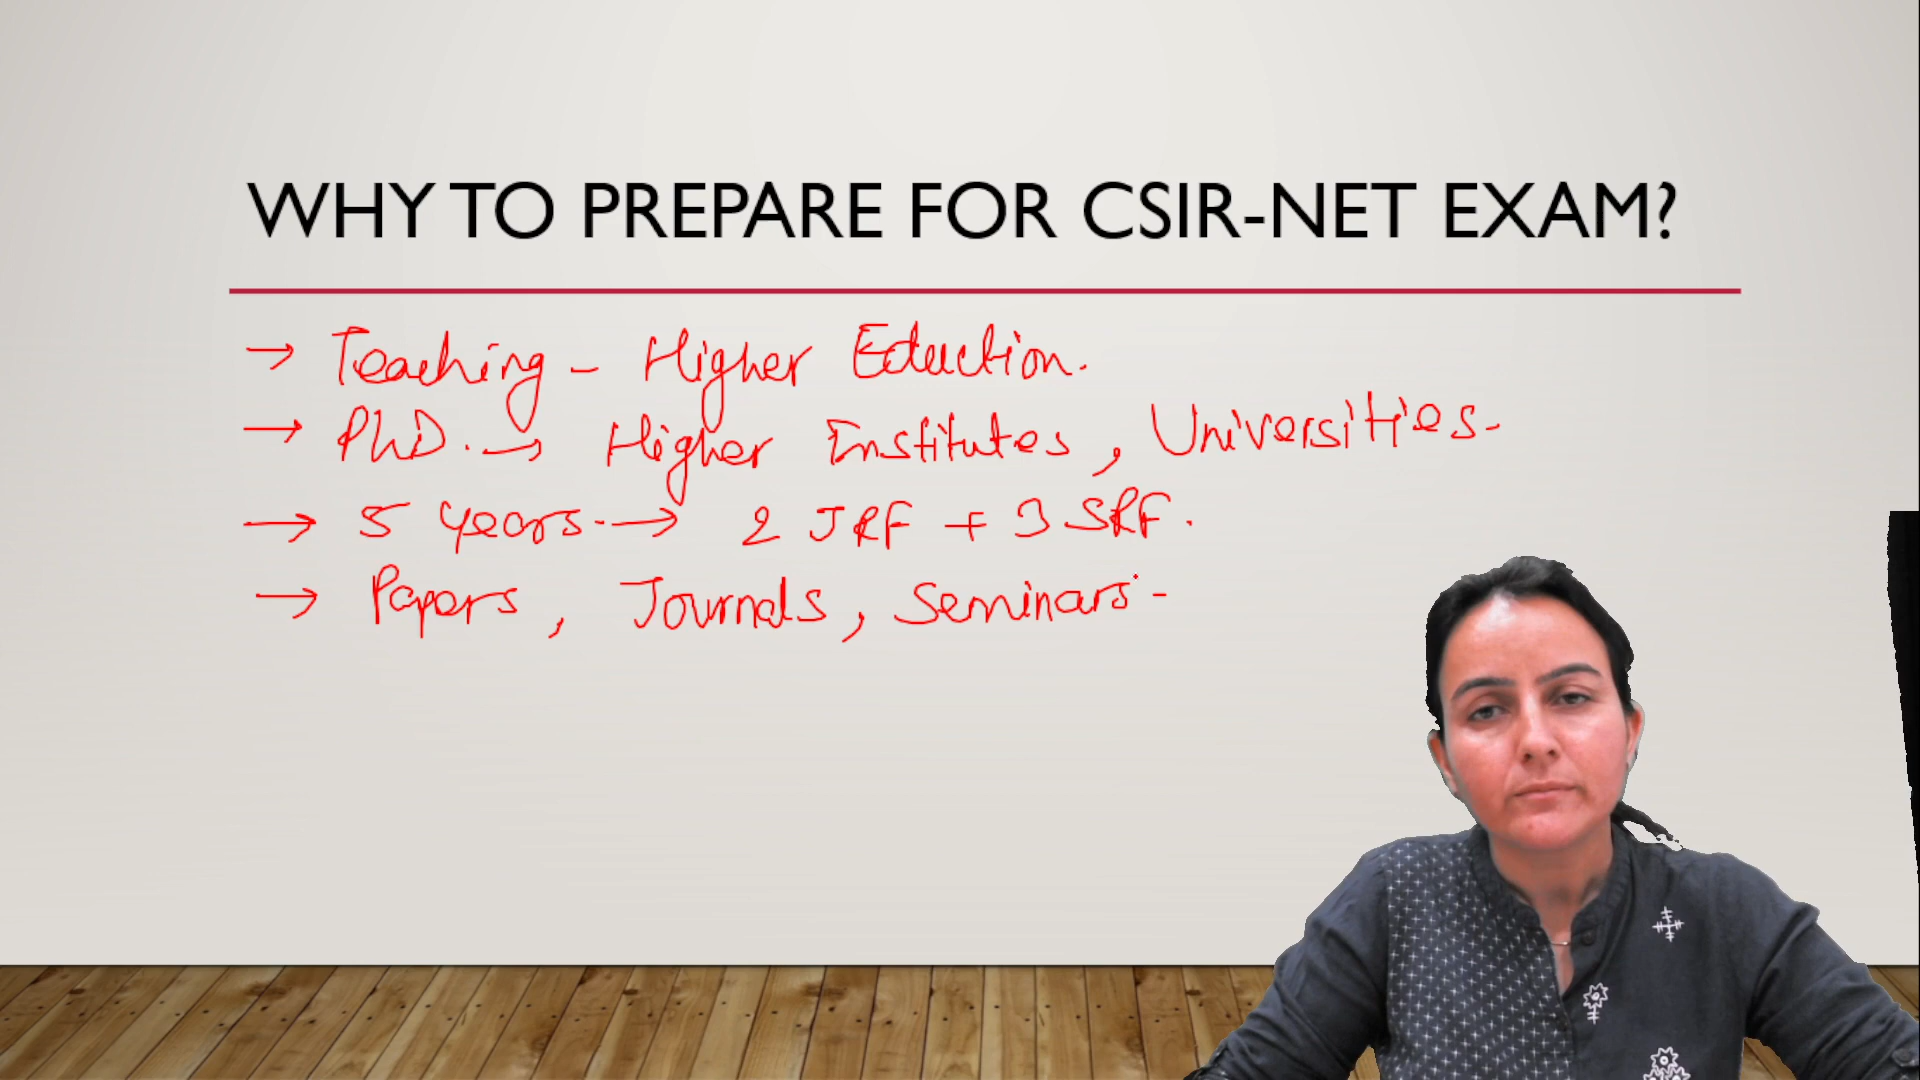 WHY TO PREPARE FOR CSIR-NET EXAM?
→ Teaching - Higher Eduction.
→ PhD. → Higher Institutes, Universities.
→ 5 years. → 2 JRF + 3 SRF.
→ Papers, Journals, Seminars.